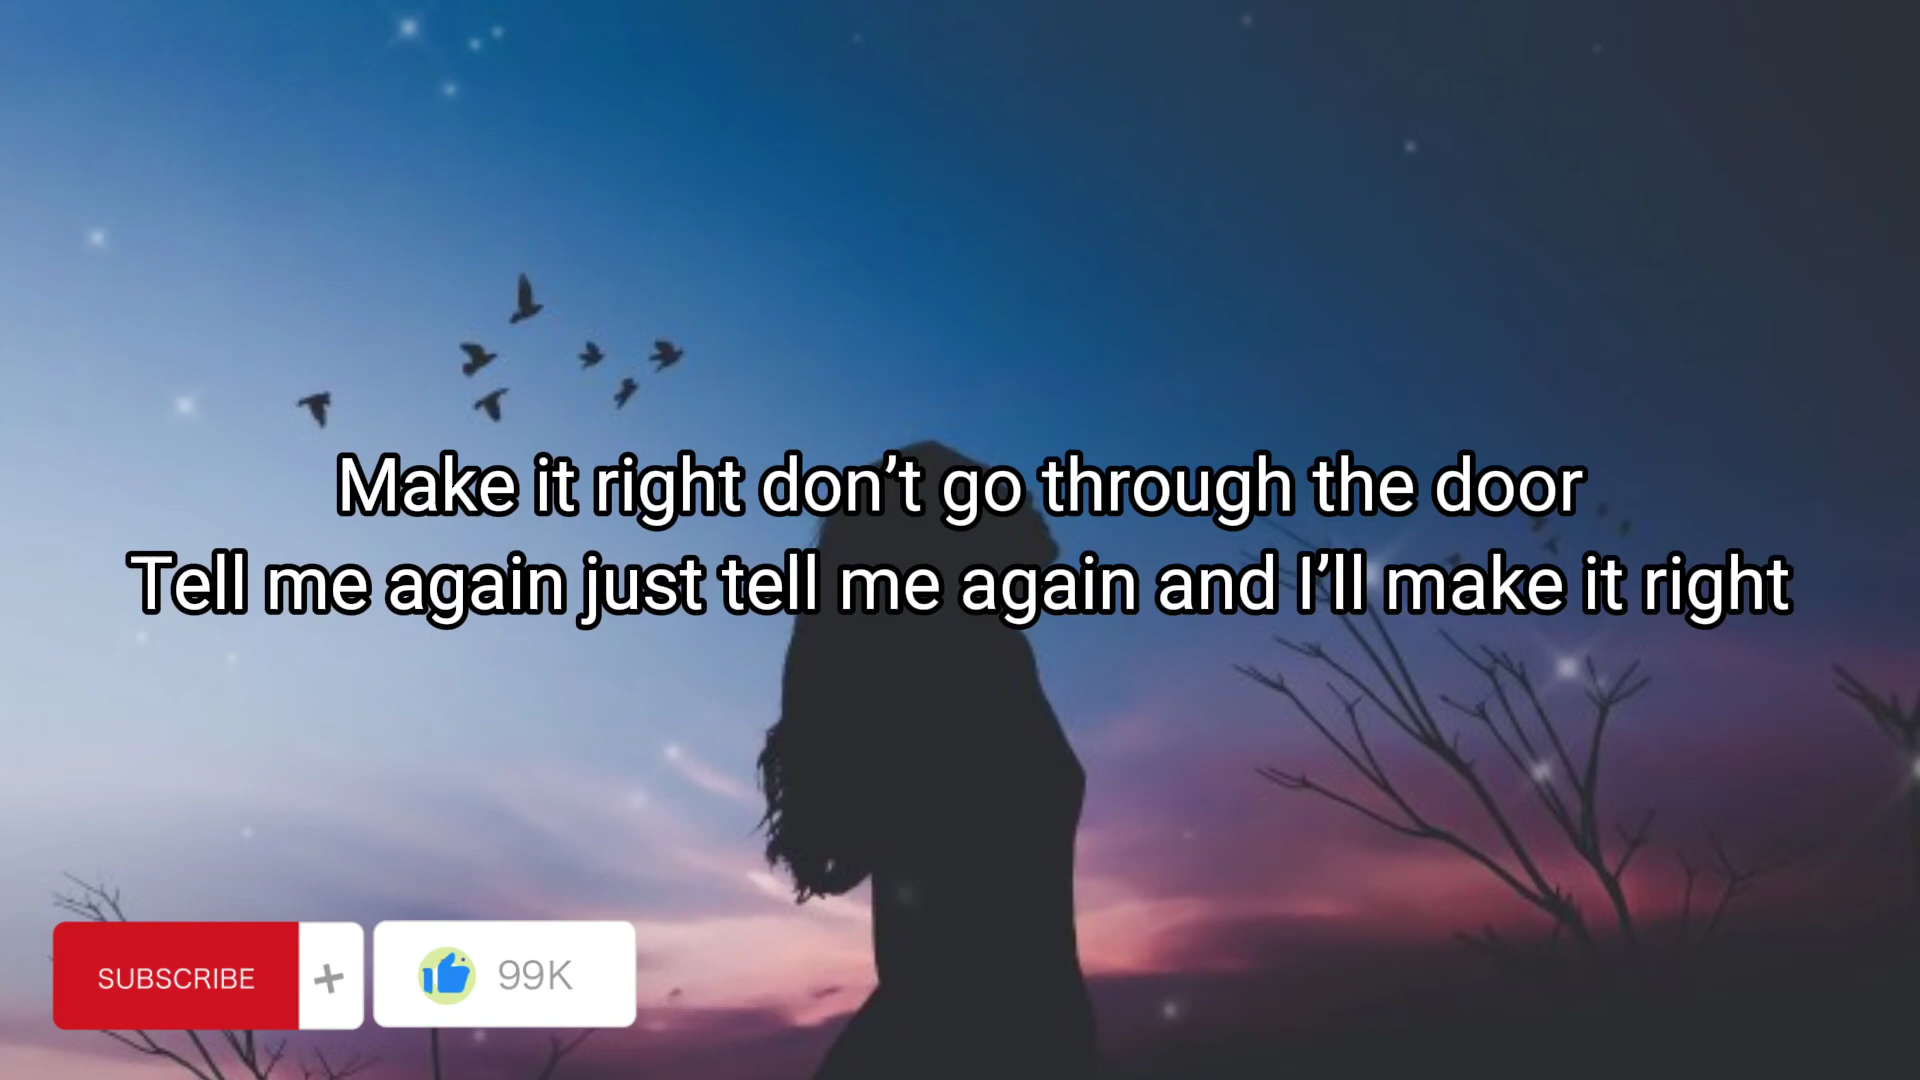 Make it right don’t go through the door
Tell me again just tell me again and I’ll make it right
SUBSCRIBE +
99K